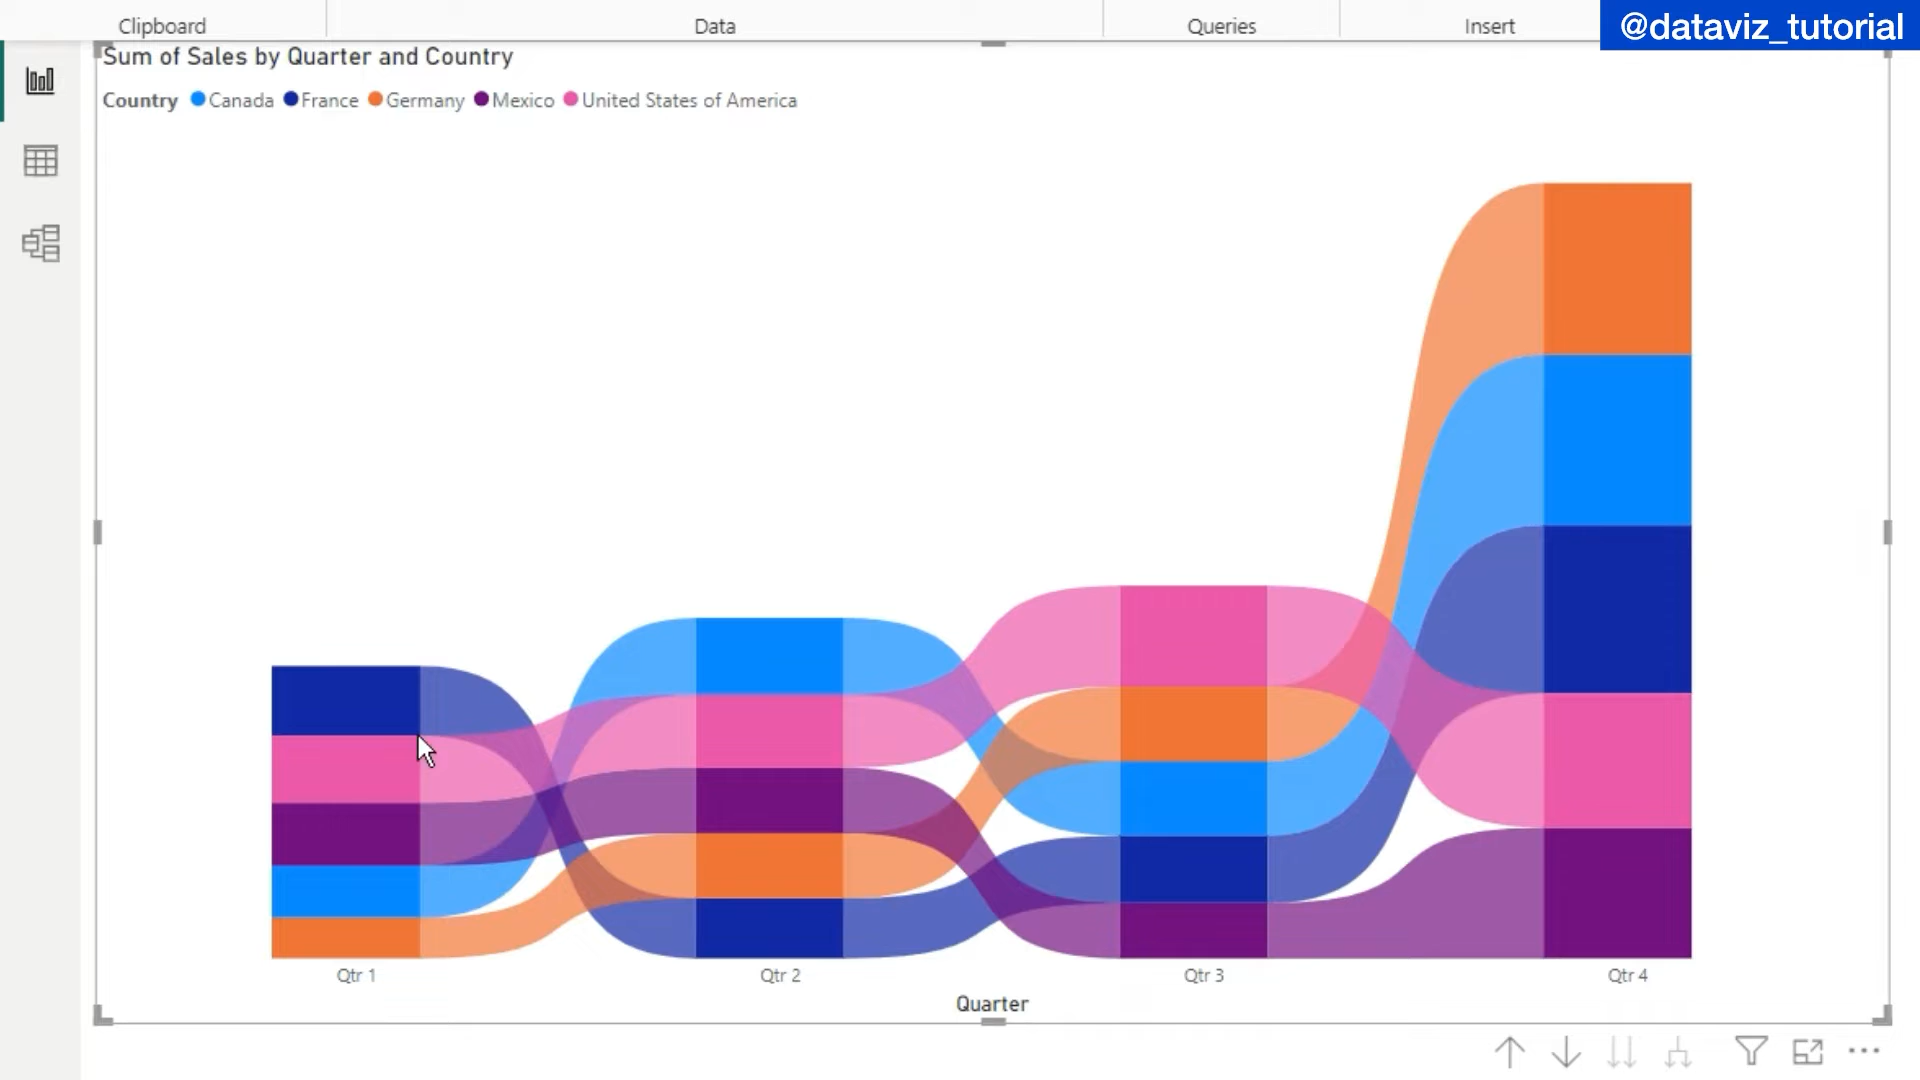 Clipboard Data Queries Insert
@dataviz_tutorial
Sum of Sales by Quarter and Country
Country Canada France Germany Mexico United States of America
Qtr 1 Qtr 2 Qtr 3 Qtr 4
Quarter